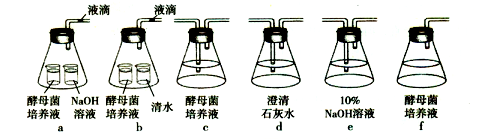 液滴
液滴
酵母菌 NaOH
培养液 溶液
a
酵母菌
培养液 清水
b
酵母菌
培养液
c
澄清
石灰水
d
10%
NaOH溶液
e
酵母菌
培养液
f